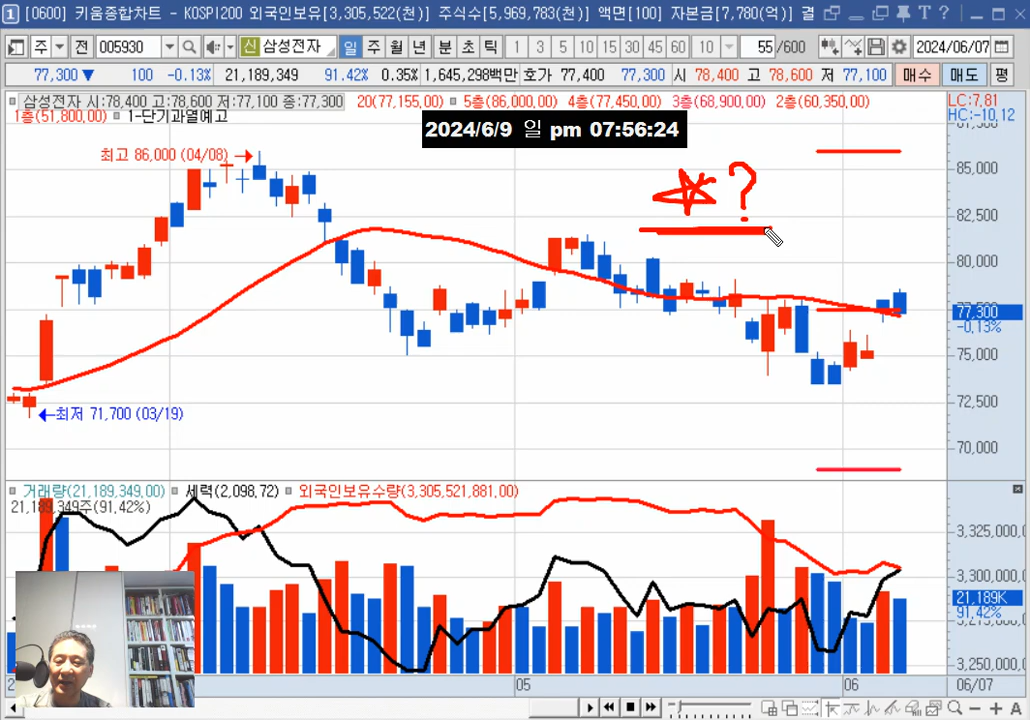 1 [0600] 키움종합차트 - KOSPI200 외국인보유[3,305,522(천)] 주식수[5,969,783(천)] 액면[100] 자본금[7,780(억)] 결
주 전 005930 신 삼성전자 일 주 월 년 분 초 틱 1 3 5 10 15 30 45 60 10 55 /600 2024/06/07
77,300▼ 100 -0.13% 21,189,349 91.42% 0.35% 1,645,298백만 호가 77,400 77,300 시 78,400 고 78,600 저 77,100 매수 매도 평
삼성전자 시:78,400 고:78,600 저:77,100 종:77,300 20(77,155.00) 5층(86,000.00) 4층(77,450.00) 3층(68,900.00) 2층(60,350.00) LC:7.81
1층(51,800.00) 1-단기과열예고 HC:-10.12
2024/6/9 일 pm 07:56:24
최고 86,000 (04/08) → 85,000
?
82,500
80,000
77,300
-0.13%
75,000
72,500
←최저 71,700 (03/19)
70,000
거래량(21,189,349.00) 세력(2,098.72) 외국인보유수량(3,305,521,881.00)
21,189,349주(91.42%)
3,325,000.
3,300,000.
21,189K
91.42%
3,250,000.
05 06 06/07